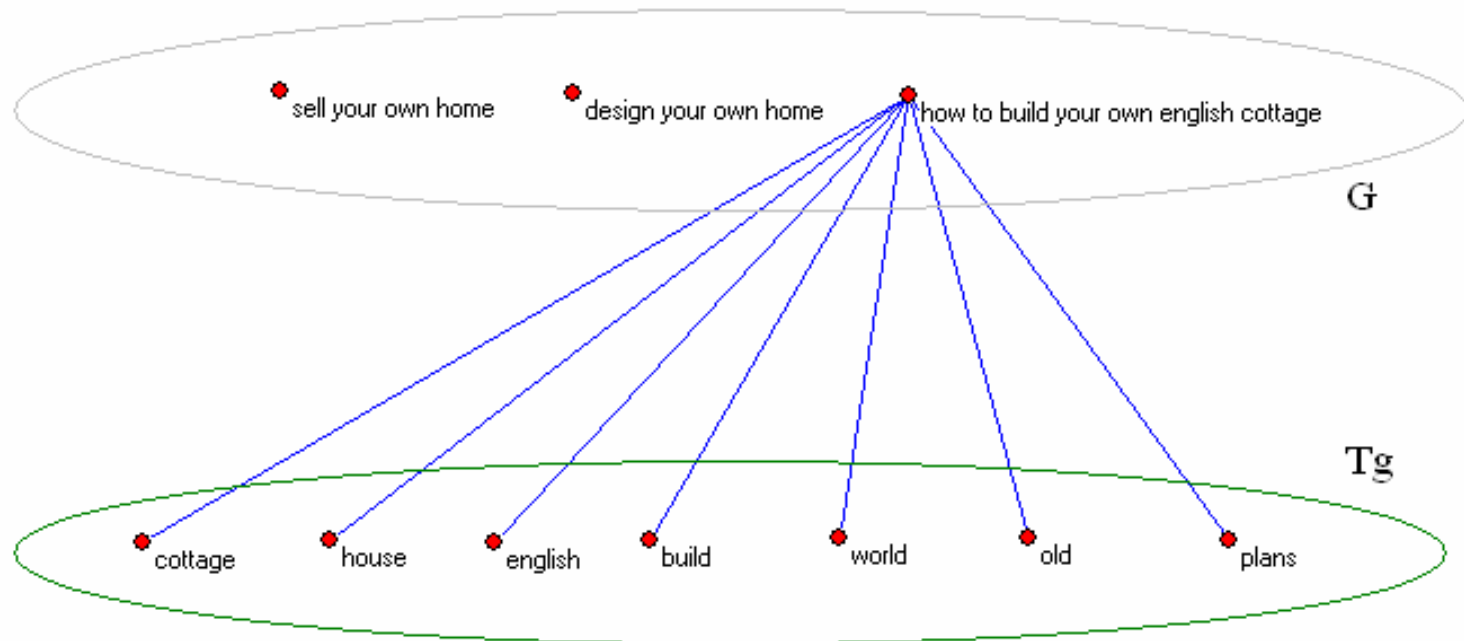 sell your own home
design your own home
how to build your own english cottage
G
Tg
cottage
house
english
build
world
old
plans